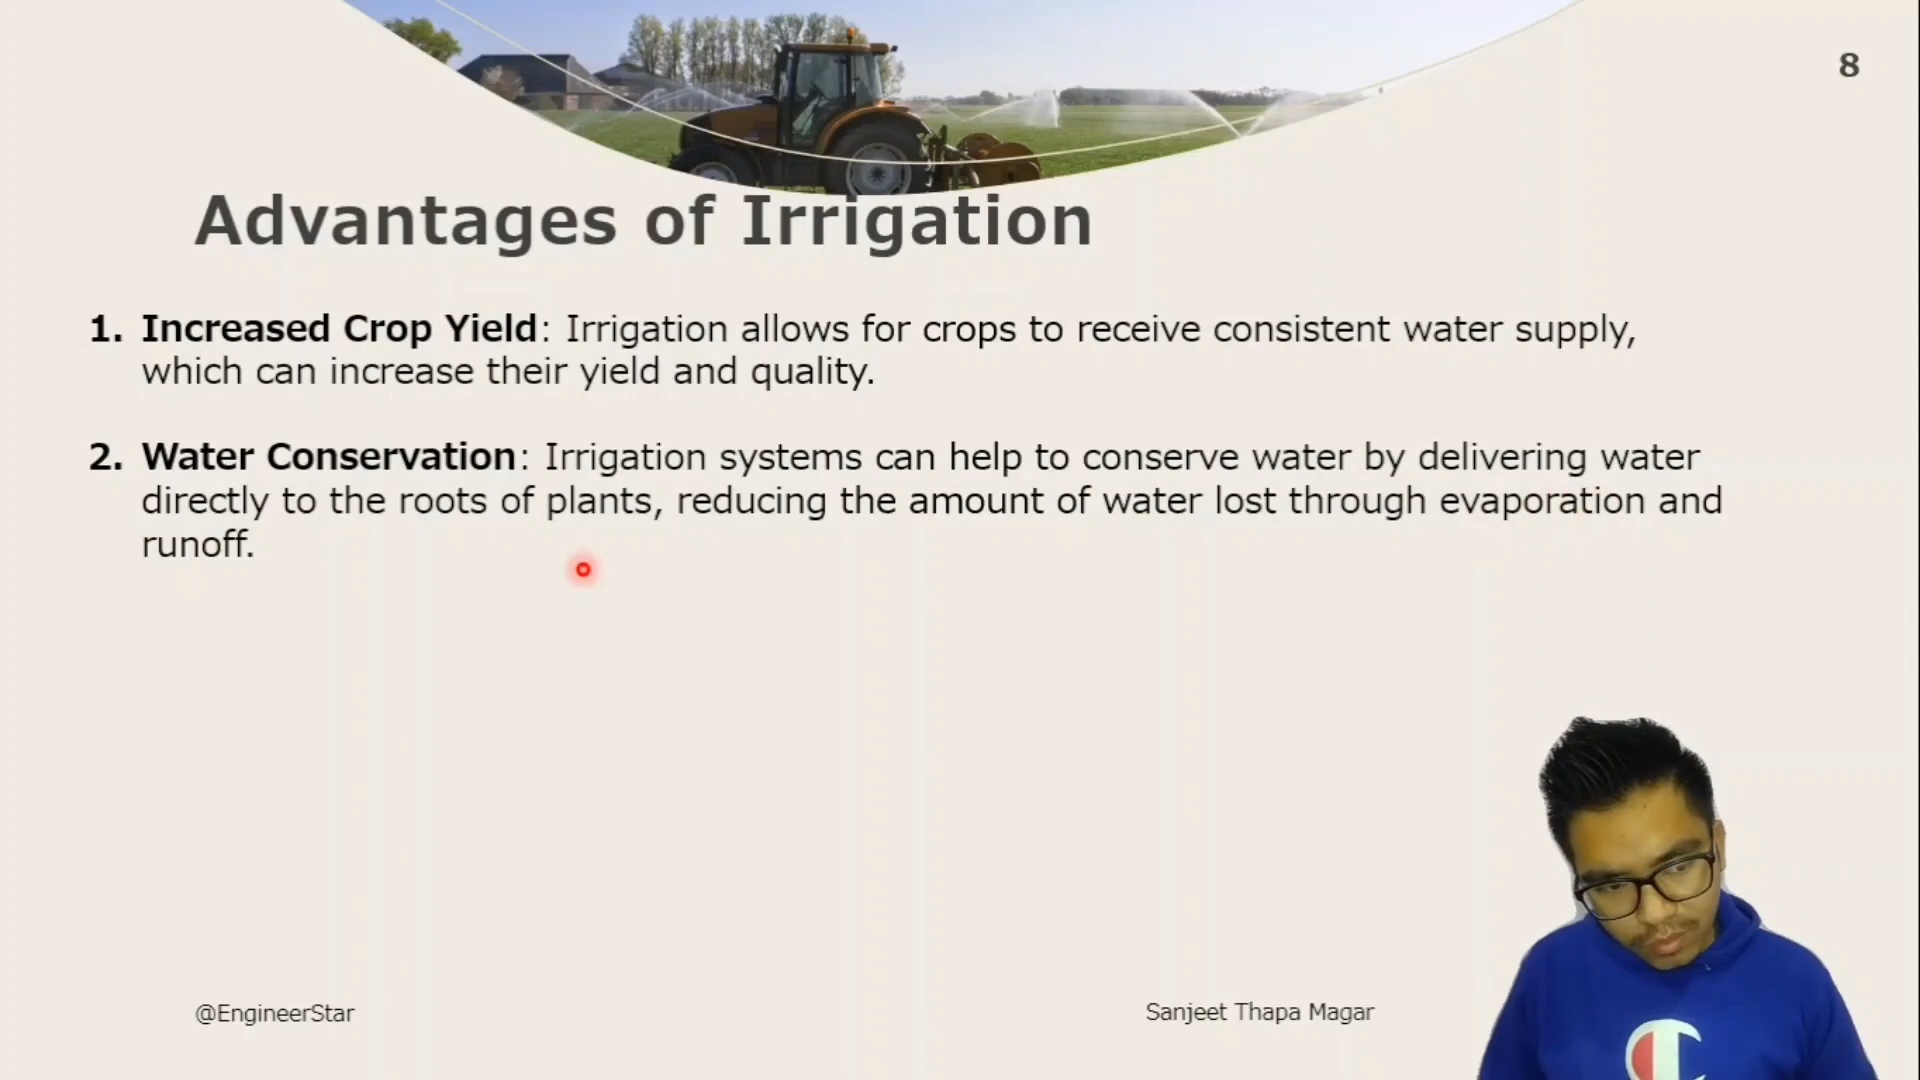 8
Advantages of Irrigation
1. Increased Crop Yield: Irrigation allows for crops to receive consistent water supply,
which can increase their yield and quality.
2. Water Conservation: Irrigation systems can help to conserve water by delivering water
directly to the roots of plants, reducing the amount of water lost through evaporation and
runoff.
@EngineerStar
Sanjeet Thapa Magar